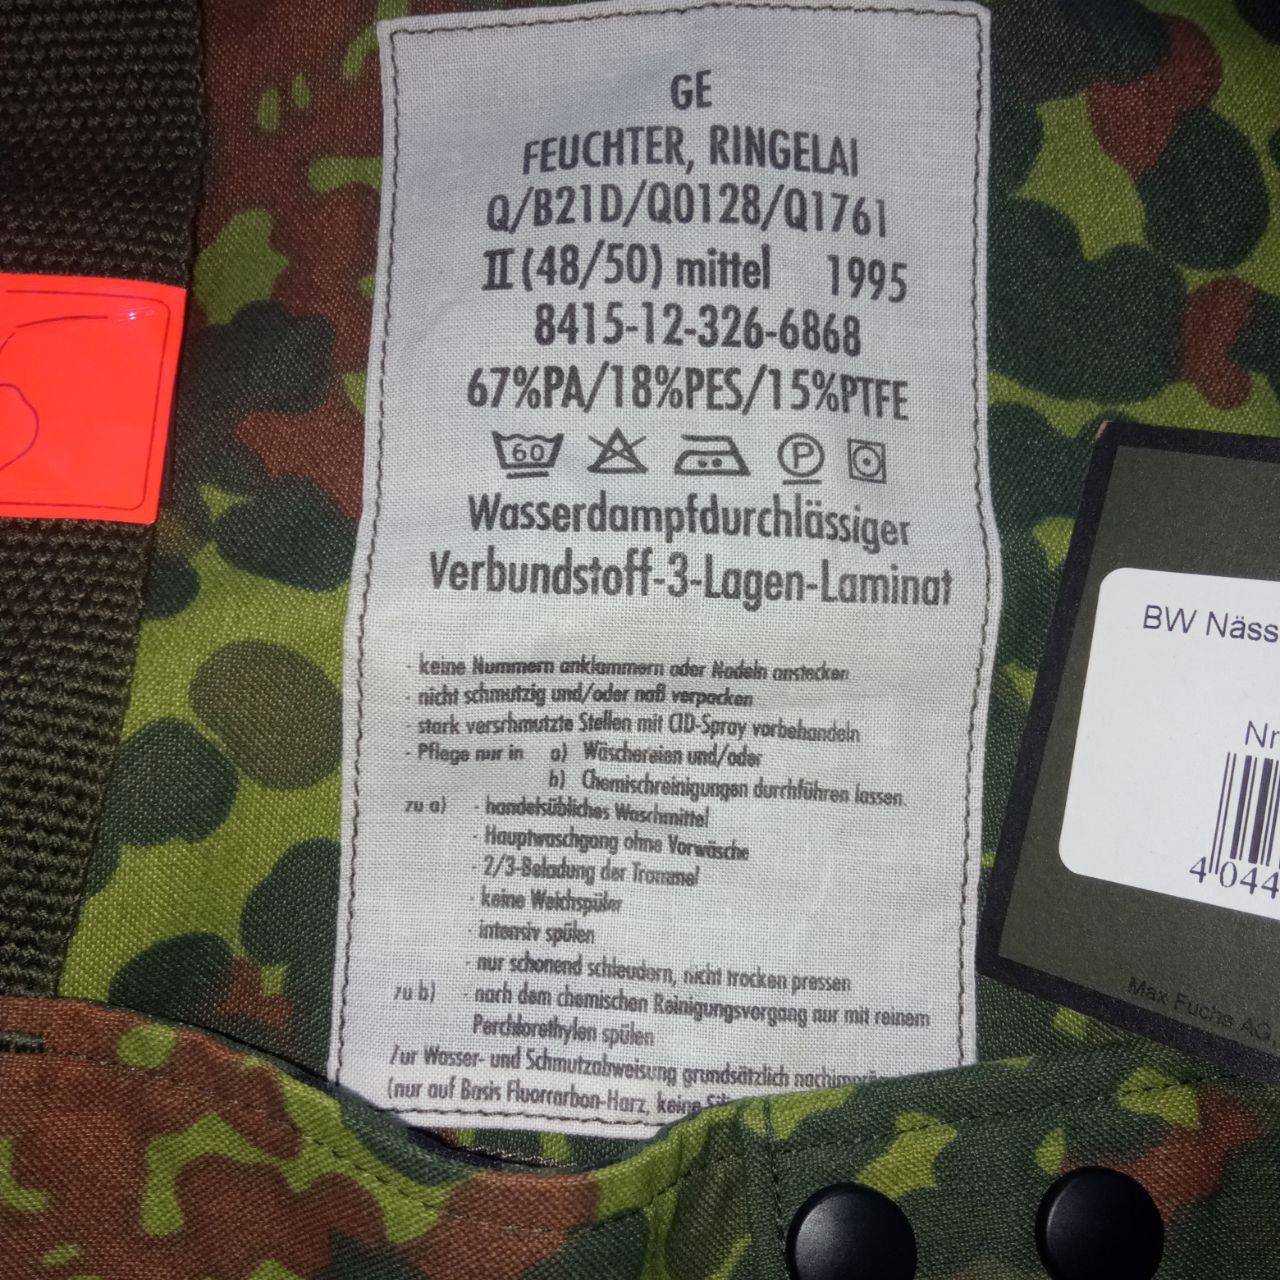 GE
FEUCHTER, RINGELAI
Q/B21D/Q0128/Q1761
II (48/50) mittel 1995
8415-12-326-6868
67%PA/18%PES/15%PTFE
60 P
Wasserdampfdurchlässiger
Verbundstoff-3-Lagen-Laminat
- keine Nummern anklammern oder Nadeln anstecken
- nicht schmutzig und/oder naß verpacken
- stark verschmutzte Stellen mit CID-Spray vorbehandeln
- Pflege nur in a) Wäschereien und/oder
b) Chemischreinigungen durchführen lassen.
zu a) - handelsübliches Waschmittel
- Hauptwaschgang ohne Vorwäsche
- 2/3-Beladung der Trommel
- keine Weichspüler
- intensiv spülen
- nur schonend schleudern, nicht trocken pressen
zu b) - nach dem chemischen Reinigungsvorgang nur mit reinem
Perchlorethylen spülen
Zur Wasser- und Schmutzabweisung grundsätzlich
(nur auf Basis Fluorcarbon-Harz, keine
BW Näss
Nr
4 044
Max Fuchs AG,